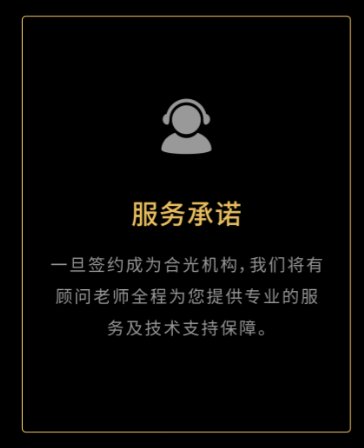 服务承诺
一旦签约成为合光机构,我们将有
顾问老师全程为您提供专业的服
务及技术支持保障。